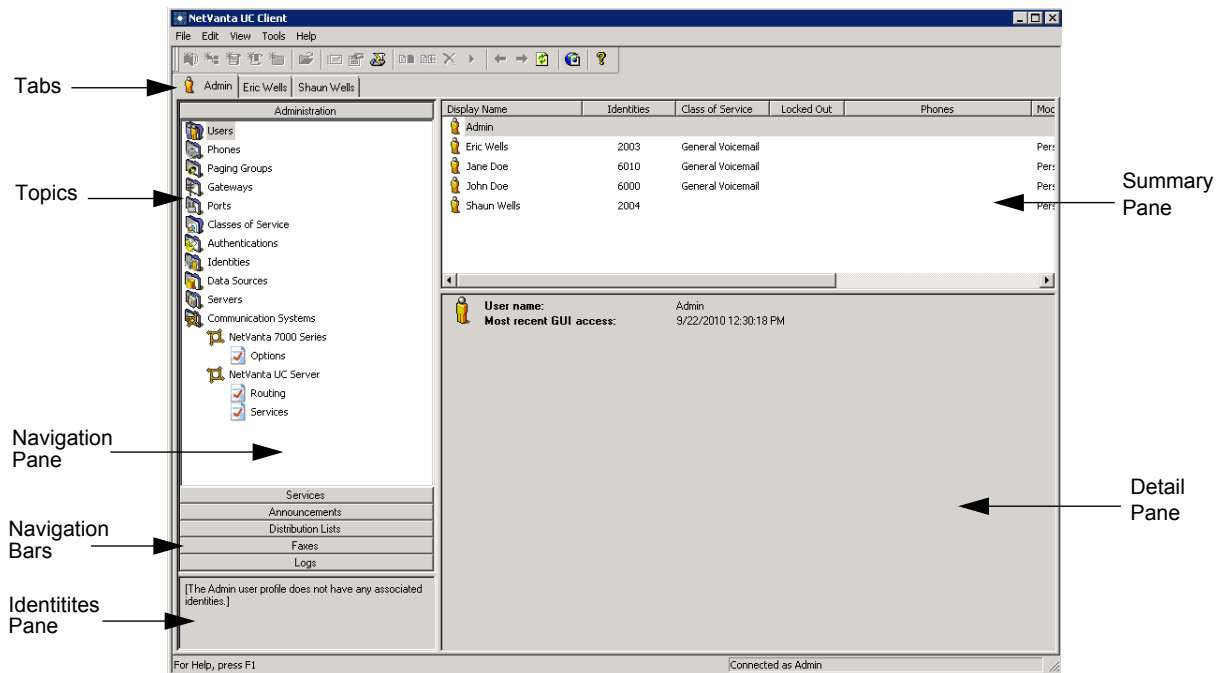 NetVanta UC Client
File Edit View Tools Help
Tabs
Admin Eric Wells Shaun Wells
Administration
Topics
Users
Phones
Paging Groups
Gateways
Ports
Classes of Service
Authentications
Identities
Data Sources
Servers
Communication Systems
NetVanta 7000 Series
Options
NetVanta UC Server
Routing
Services
Navigation
Pane
Services
Announcements
Distribution Lists
Faxes
Logs
Navigation
Bars
[The Admin user profile does not have any associated
identities.]
Identitites
Pane
Display Name Identities Class of Service Locked Out Phones Moc
Admin
Eric Wells 2003 General Voicemail Pers
Jane Doe 6010 General Voicemail Pers
John Doe 6000 General Voicemail Pers
Shaun Wells 2004 Pers
Summary
Pane
User name: Admin
Most recent GUI access: 9/22/2010 12:30:18 PM
Detail
Pane
For Help, press F1
Connected as Admin